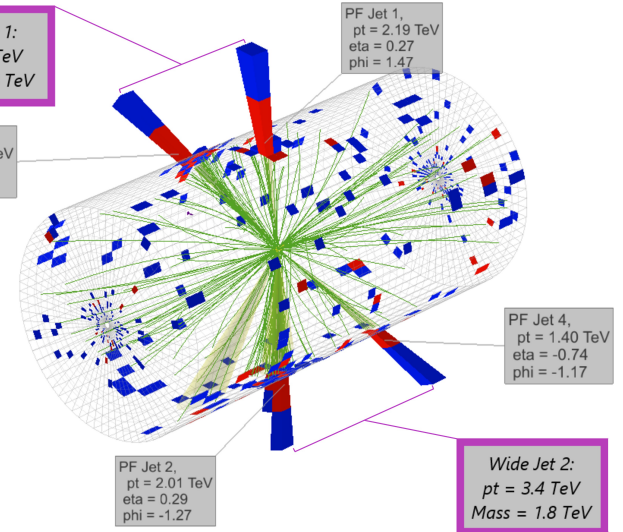 1:
TeV
PF Jet 1,
pt = 2.19 TeV
eta = 0.27
phi = 1.47
PF Jet 4,
pt = 1.40 TeV
eta = -0.74
phi = -1.17
PF Jet 2,
pt = 2.01 TeV
eta = 0.29
phi = -1.27
Wide Jet 2:
pt = 3.4 TeV
Mass = 1.8 TeV